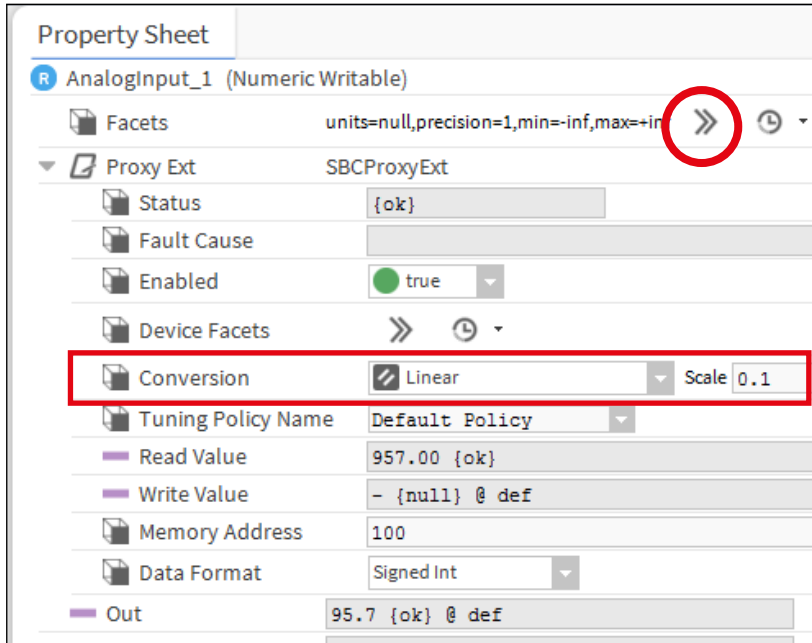 Property Sheet
R AnalogInput_1 (Numeric Writable)
Facets units=null,precision=1,min=-inf,max=+in
Proxy Ext SBCProxyExt
Status {ok}
Fault Cause
Enabled true
Device Facets
Conversion Linear Scale 0.1
Tuning Policy Name Default Policy
Read Value 957.00 {ok}
Write Value - {null} @ def
Memory Address 100
Data Format Signed Int
Out 95.7 {ok} @ def